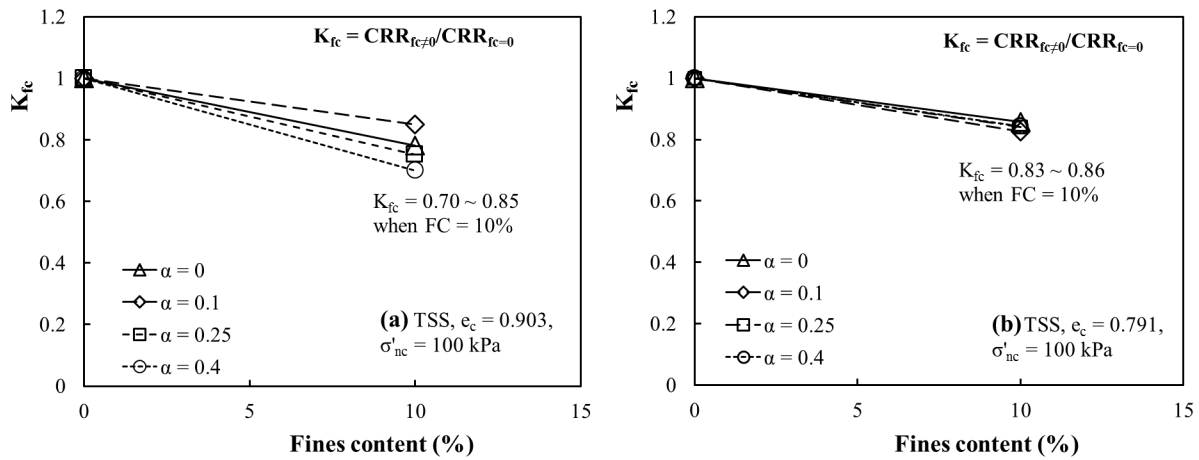 K_fc = CRR_fc≠0/CRR_fc=0
K_fc
1.2
1
0.8
0.6
0.4
0.2
0
K_fc = 0.70 ~ 0.85
when FC = 10%
α = 0
α = 0.1
α = 0.25
α = 0.4
(a) TSS, e_c = 0.903,
σ'_nc = 100 kPa
0 5 10 15
Fines content (%)
K_fc = CRR_fc≠0/CRR_fc=0
K_fc
1.2
1
0.8
0.6
0.4
0.2
0
K_fc = 0.83 ~ 0.86
when FC = 10%
α = 0
α = 0.1
α = 0.25
α = 0.4
(b) TSS, e_c = 0.791,
σ'_nc = 100 kPa
0 5 10 15
Fines content (%)